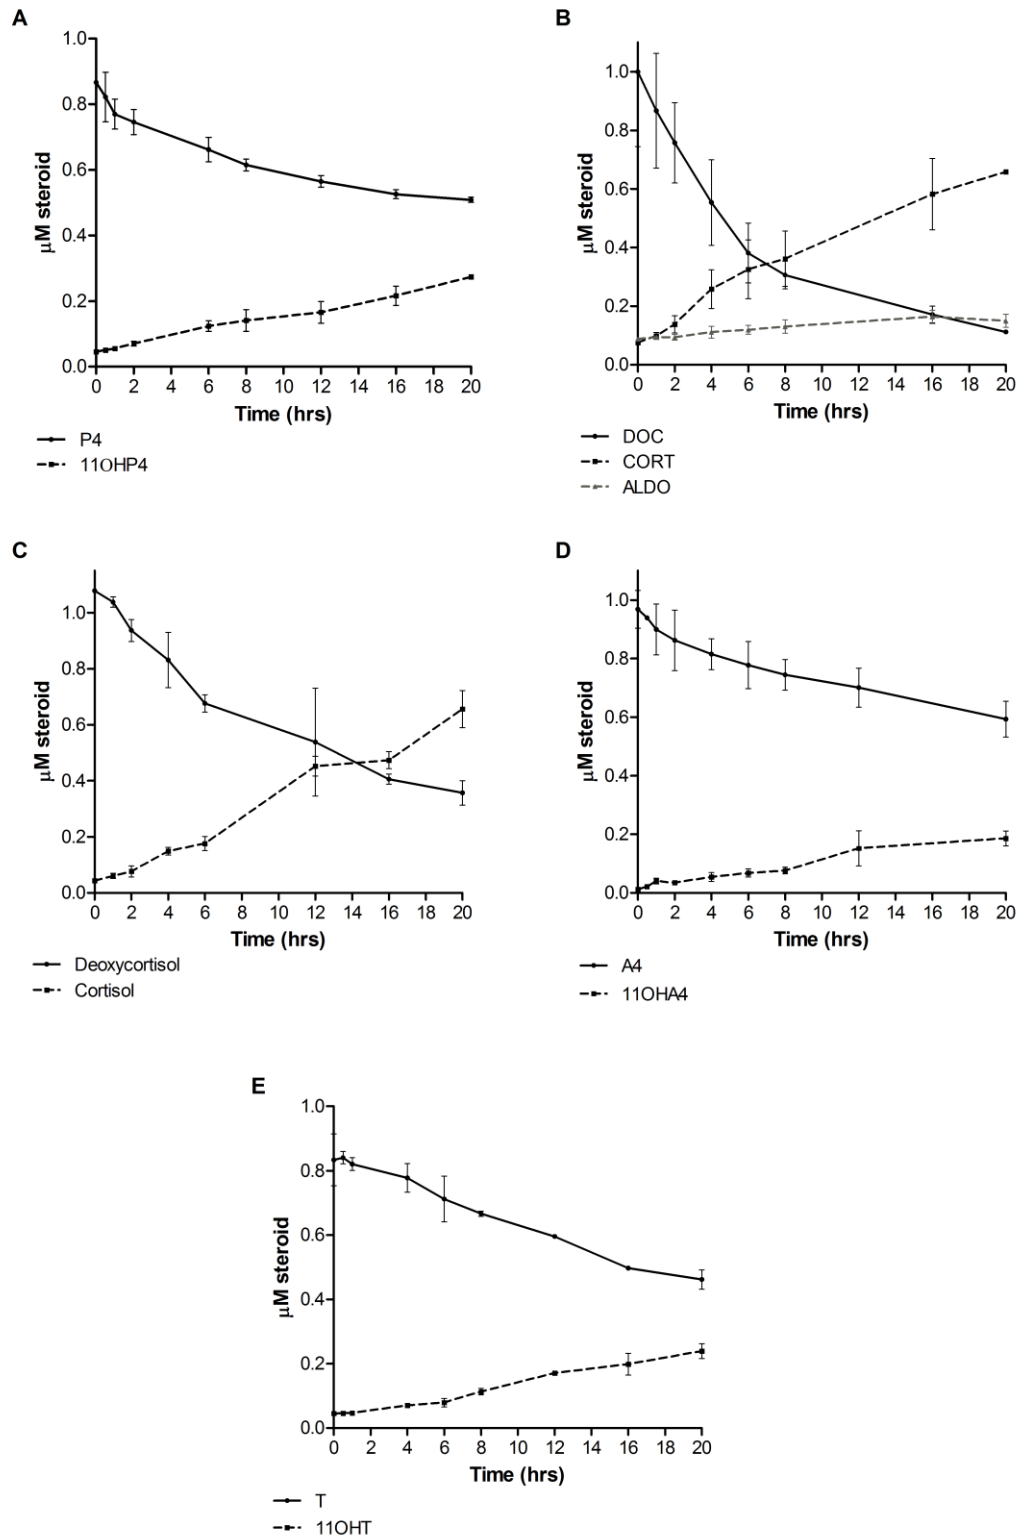 A
1.0
0.8
0.6
0.4
0.2
0.0
µM steroid
0 2 4 6 8 10 12 14 16 18 20
Time (hrs)
P4
11OHP4
B
1.0
0.8
0.6
0.4
0.2
0.0
µM steroid
0 2 4 6 8 10 12 14 16 18 20
Time (hrs)
DOC
CORT
ALDO
C
1.0
0.8
0.6
0.4
0.2
0.0
µM steroid
0 2 4 6 8 10 12 14 16 18 20
Time (hrs)
Deoxycortisol
Cortisol
D
1.0
0.8
0.6
0.4
0.2
0.0
µM steroid
0 2 4 6 8 10 12 14 16 18 20
Time (hrs)
A4
11OHA4
E
1.0
0.8
0.6
0.4
0.2
0.0
µM steroid
0 2 4 6 8 10 12 14 16 18 20
Time (hrs)
T
11OHT